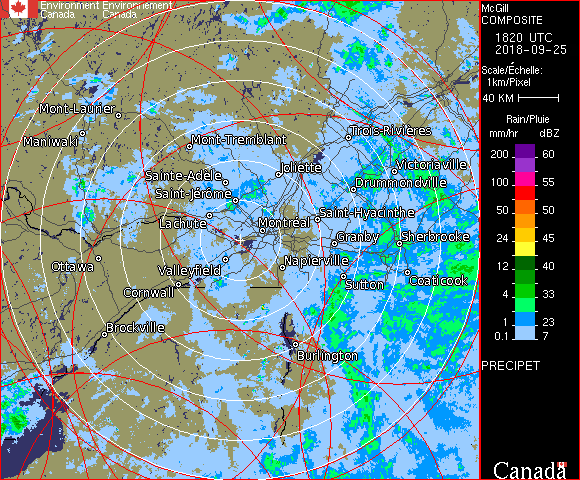 Environment Environnement
Canada Canada
Mont-Laurier
Maniwaki
Mont-Tremblant
Trois-Rivières
Joliette
Victoriaville
Sainte-Adèle
Drummondville
Saint-Jérôme
Lachute
Saint-Hyacinthe
Montréal
Granby
Sherbrooke
Ottawa
Valleyfield
Napierville
Cornwall
Sutton
Coaticook
Brockville
Burlington
McGill
COMPOSITE
1820 UTC
2018-09-25
Scale/Échelle:
1km/Pixel
40 KM
Rain/Pluie
mm/hr dBZ
200 60
100 55
50 50
24 45
12 40
4 33
1 23
0.1 7
PRECIPET
Canada